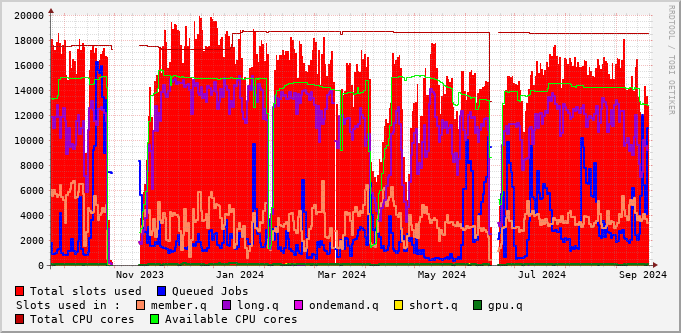 20000
18000
16000
14000
12000
10000
8000
6000
4000
2000
0
Nov 2023 Jan 2024 Mar 2024 May 2024 Jul 2024 Sep 2024
RRDTOOL / TOBI OETIKER
Total slots used Queued Jobs
Slots used in : member.q long.q ondemand.q short.q gpu.q
Total CPU cores Available CPU cores